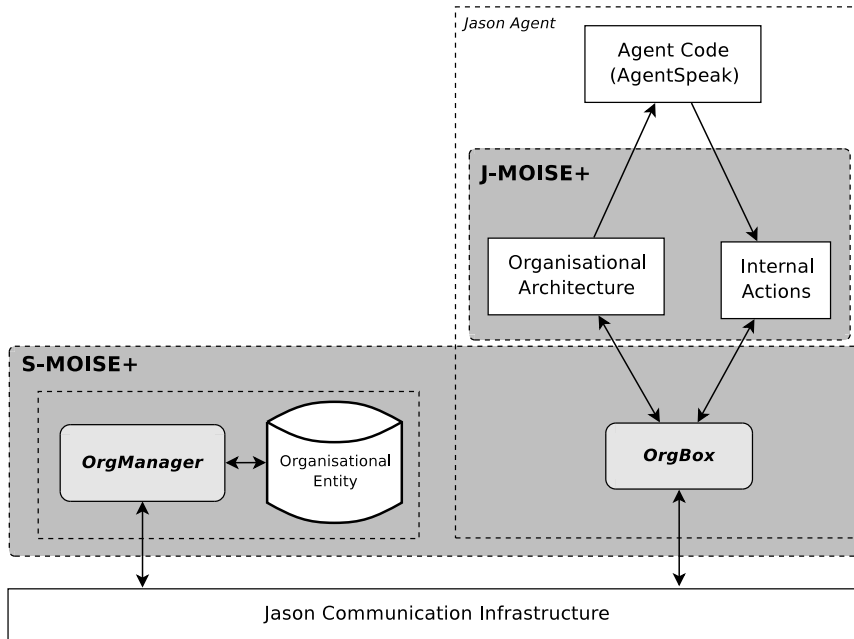 Jason Agent
Agent Code
(AgentSpeak)
J-MOISE+
Organisational
Architecture
Internal
Actions
S-MOISE+
OrgManager
Organisational
Entity
OrgBox
Jason Communication Infrastructure